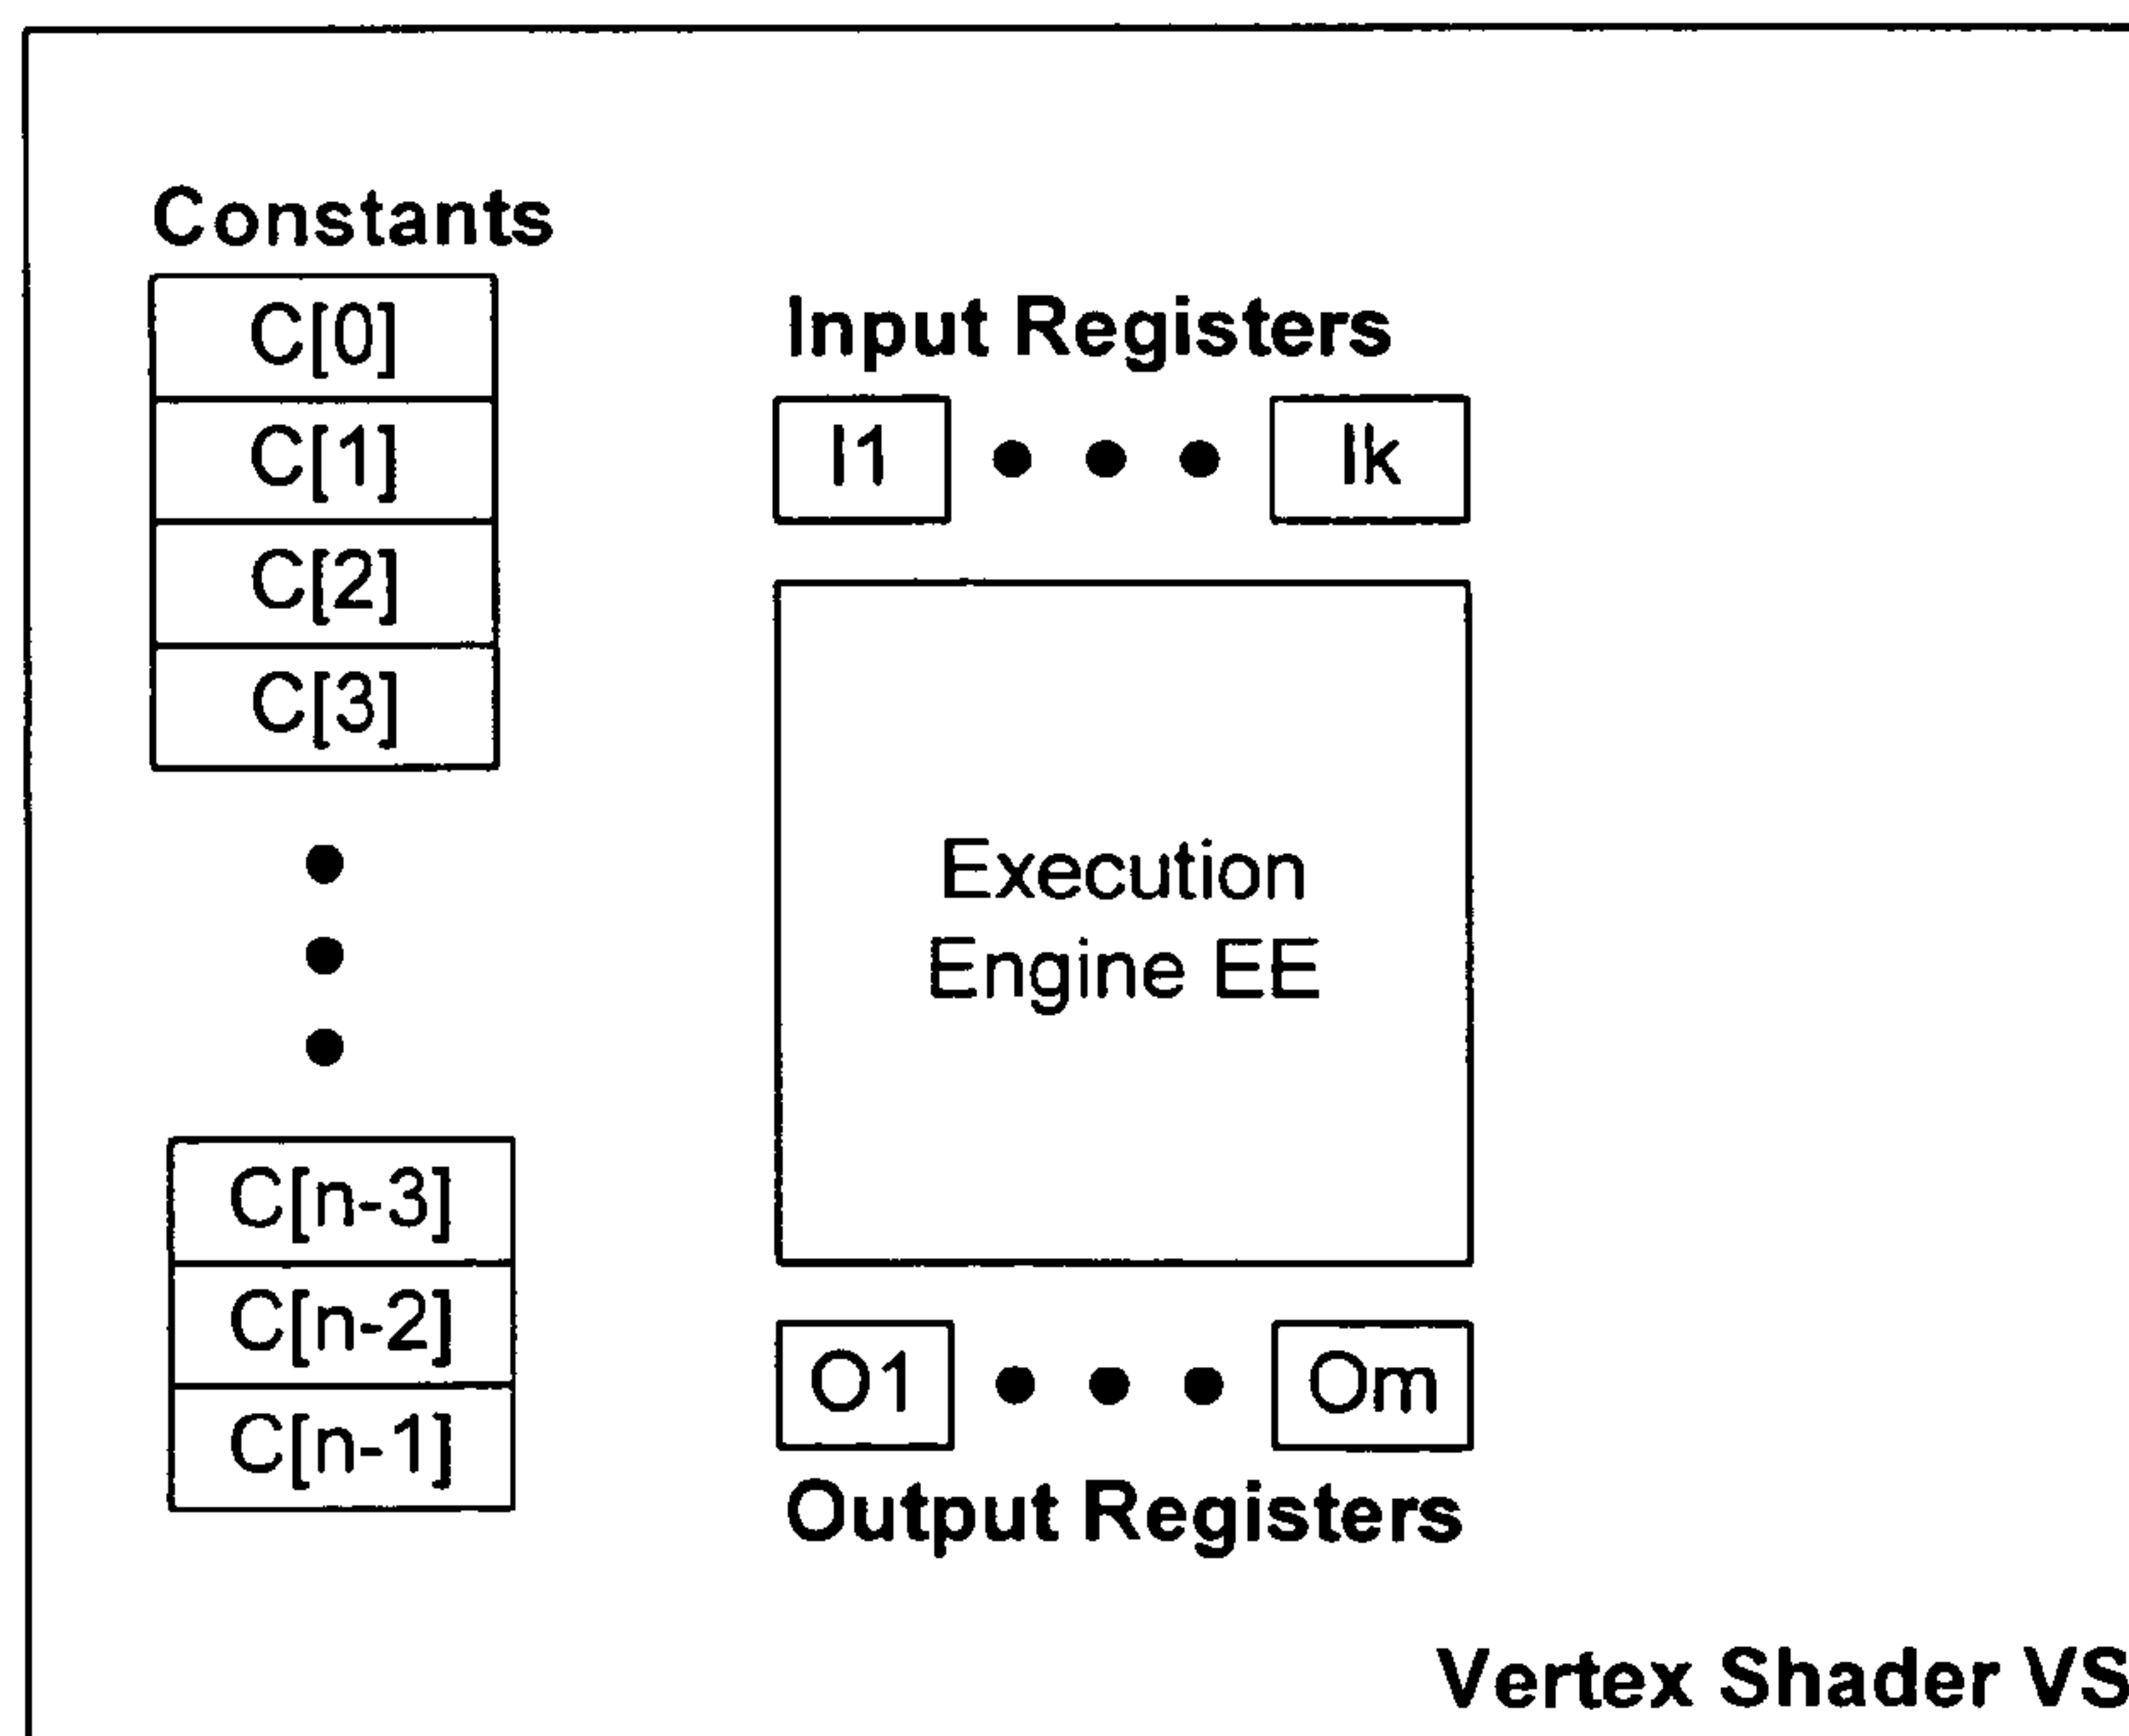 Constants
C[0]
C[1]
C[2]
C[3]
C[n-3]
C[n-2]
C[n-1]
Input Registers
I1
Ik
Execution
Engine EE
O1
Om
Output Registers
Vertex Shader VS